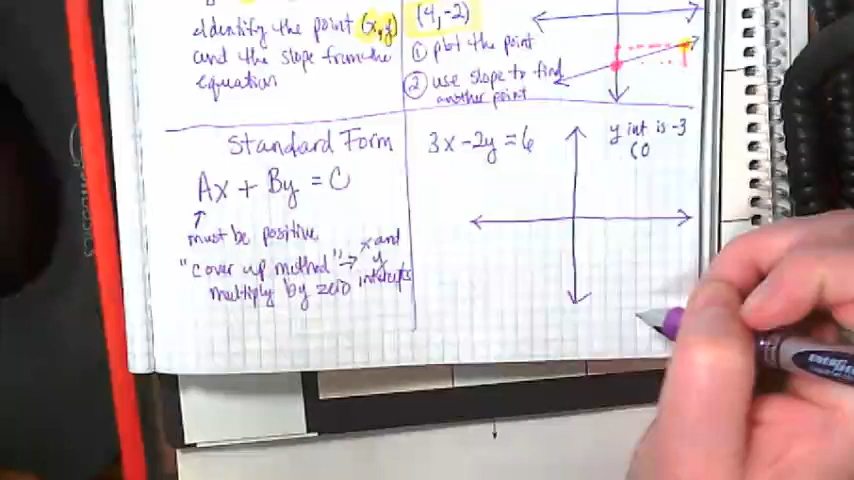 Identify the point (x,y)
and the slope from the
equation
(4,-2)
① plot the point
② use slope to find
another point
Standard Form
Ax + By = C
↑
must be positive
"cover up method" → x and
y
intercepts
multiply by zero
3x - 2y = 6
y int is -3
(0